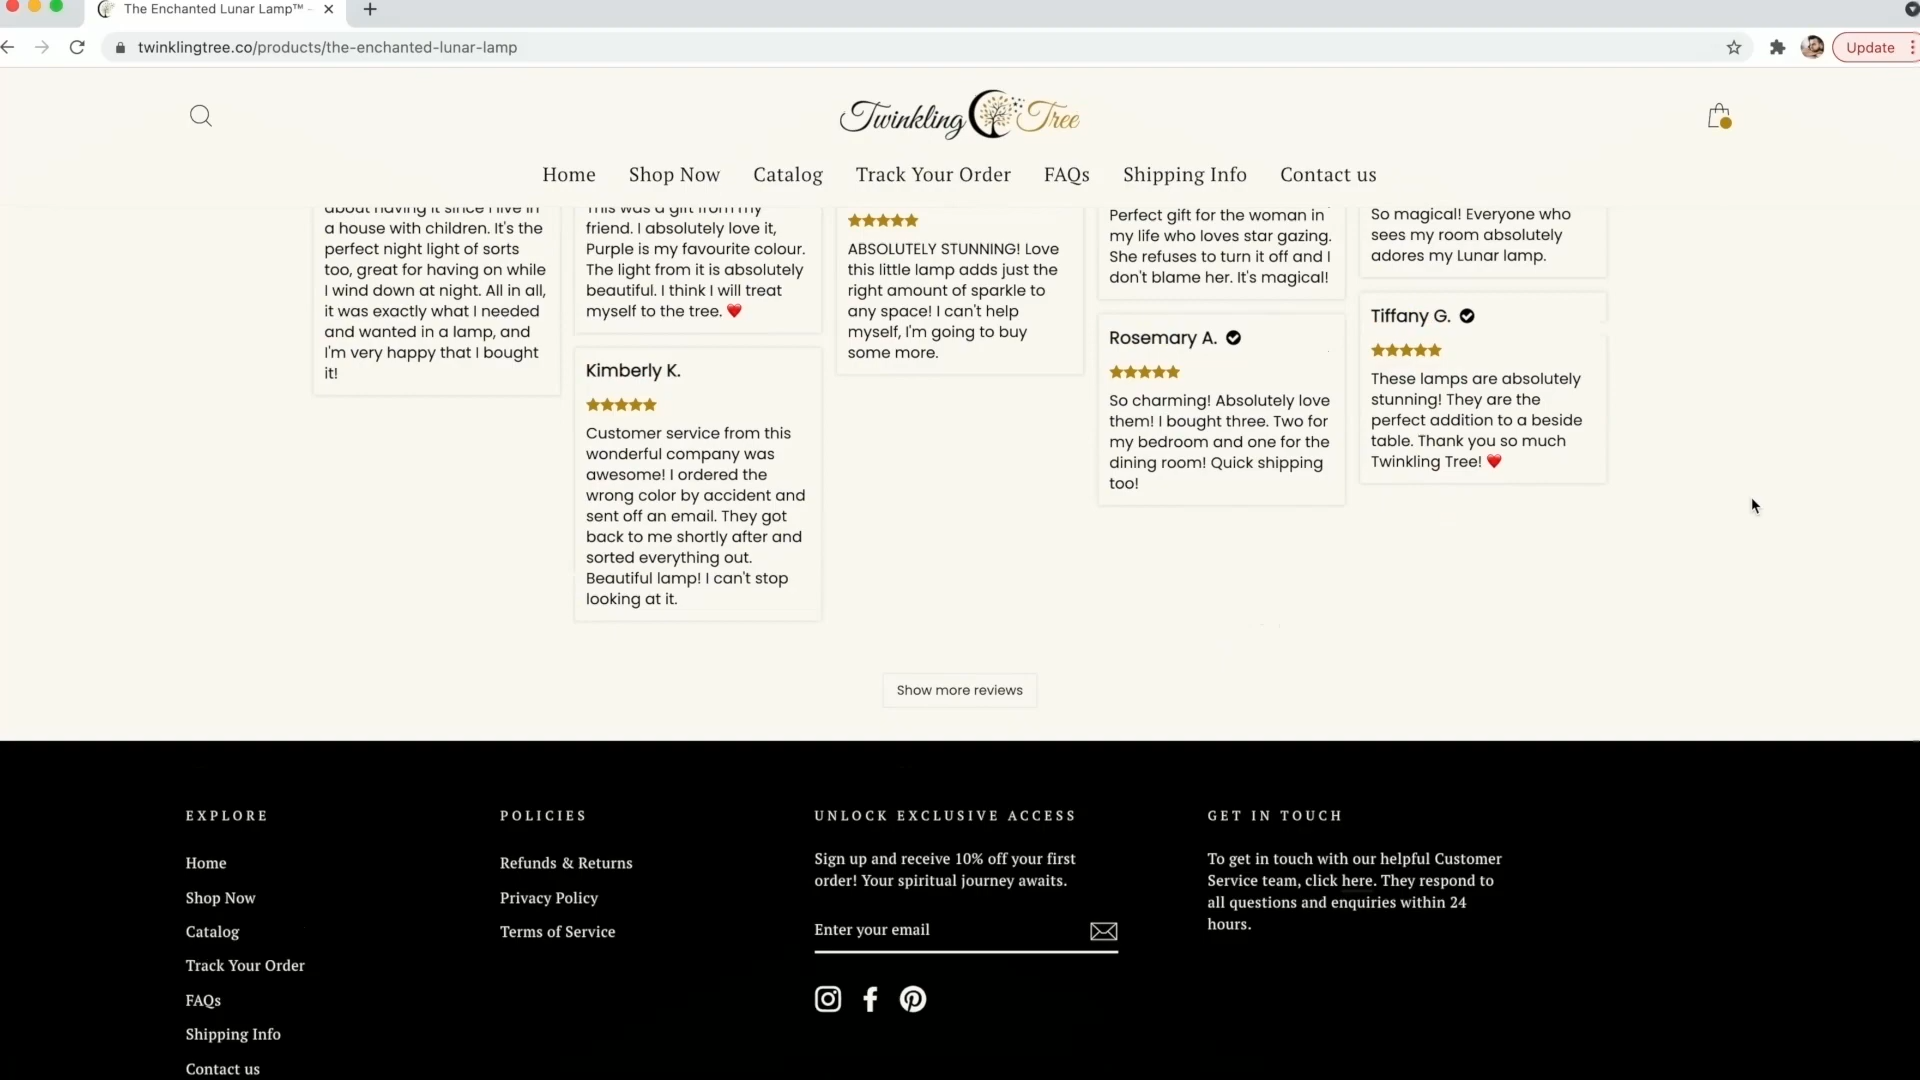 The Enchanted Lunar Lamp™ -
twinklingtree.co/products/the-enchanted-lunar-lamp
Update
Twinkling Tree
Home
Shop Now
Catalog
Track Your Order
FAQs
Shipping Info
Contact us
about having it since I live in
a house with children. It's the
perfect night light of sorts
too, great for having on while
I wind down at night. All in all,
it was exactly what I needed
and wanted in a lamp, and
I'm very happy that I bought
it!
This was a gift from my
friend. I absolutely love it,
Purple is my favourite colour.
The light from it is absolutely
beautiful. I think I will treat
myself to the tree. ❤️
Kimberly K.
★★★★★
Customer service from this
wonderful company was
awesome! I ordered the
wrong color by accident and
sent off an email. They got
back to me shortly after and
sorted everything out.
Beautiful lamp! I can't stop
looking at it.
★★★★★
ABSOLUTELY STUNNING! Love
this little lamp adds just the
right amount of sparkle to
any space! I can't help
myself, I'm going to buy
some more.
Perfect gift for the woman in
my life who loves star gazing.
She refuses to turn it off and I
don't blame her. It's magical!
Rosemary A.
★★★★★
So charming! Absolutely love
them! I bought three. Two for
my bedroom and one for the
dining room! Quick shipping
too!
So magical! Everyone who
sees my room absolutely
adores my Lunar lamp.
Tiffany G.
★★★★★
These lamps are absolutely
stunning! They are the
perfect addition to a beside
table. Thank you so much
Twinkling Tree! ❤️
Show more reviews
EXPLORE
Home
Shop Now
Catalog
Track Your Order
FAQs
Shipping Info
Contact us
POLICIES
Refunds & Returns
Privacy Policy
Terms of Service
UNLOCK EXCLUSIVE ACCESS
Sign up and receive 10% off your first
order! Your spiritual journey awaits.
Enter your email
GET IN TOUCH
To get in touch with our helpful Customer
Service team, click here. They respond to
all questions and enquiries within 24
hours.